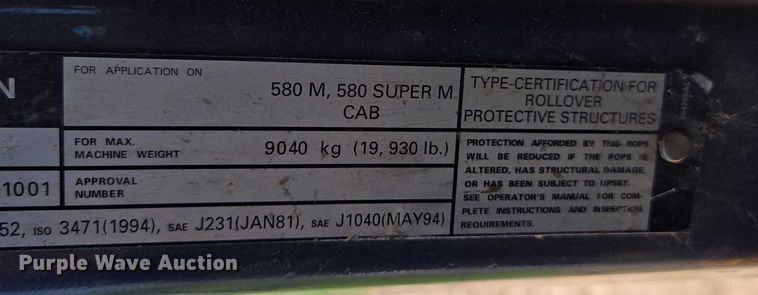 N
FOR APPLICATION ON
580 M, 580 SUPER M
CAB
FOR MAX.
MACHINE WEIGHT
9040 kg (19, 930 lb.)
1001
APPROVAL
NUMBER
52, ISO 3471(1994), SAE J231(JAN81), SAE J1040(MAY94)
TYPE-CERTIFICATION FOR
ROLLOVER
PROTECTIVE STRUCTURES
PROTECTION AFFORDED BY THIS ROPS
WILL BE REDUCED IF THE ROPS IS
ALTERED, HAS STRUCTURAL DAMAGE,
OR HAS BEEN SUBJECT TO UPSET.
SEE OPERATOR'S MANUAL FOR COM-
PLETE INSTRUCTIONS AND INSPECTION
REQUIREMENTS.
Purple Wave Auction